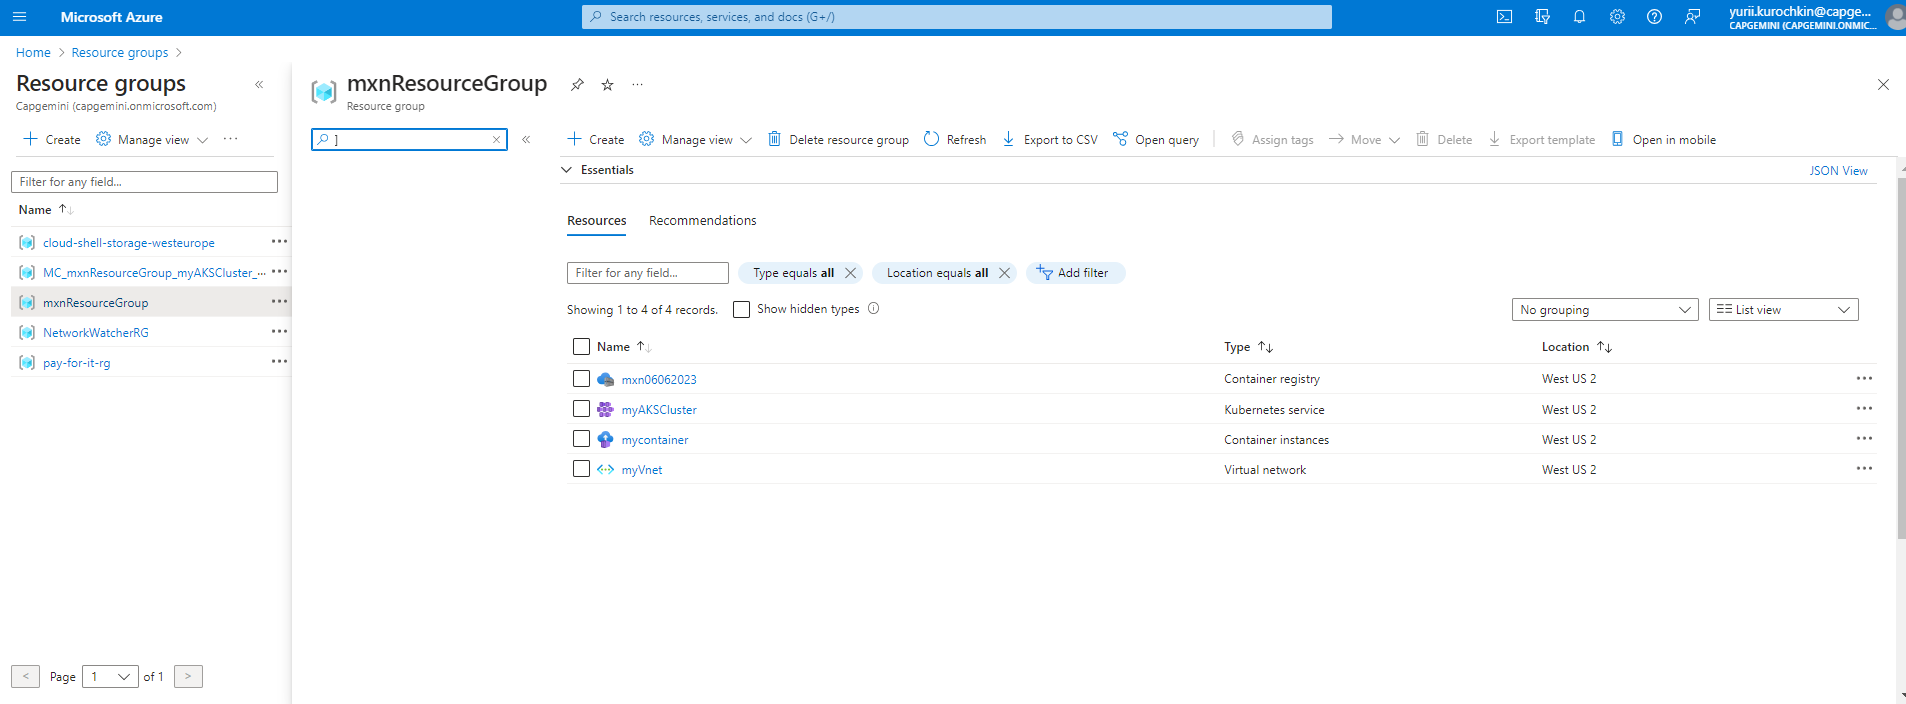 Microsoft Azure
Search resources, services, and docs (G+/)
yurii.kurochkin@capge...
CAPGEMINI (CAPGEMINI.ONMIC...
Home > Resource groups >
Resource groups
Capgemini (capgemini.onmicrosoft.com)
Create Manage view ...
Filter for any field...
Name
cloud-shell-storage-westeurope
MC_mxnResourceGroup_myAKSCluster_...
mxnResourceGroup
NetworkWatcherRG
pay-for-it-rg
< Page 1 of 1 >
mxnResourceGroup
Resource group
]
Create Manage view Delete resource group Refresh Export to CSV Open query Assign tags Move Delete Export template Open in mobile
Essentials
JSON View
Resources Recommendations
Filter for any field... Type equals all Location equals all Add filter
Showing 1 to 4 of 4 records. Show hidden types
No grouping List view
Name Type Location
mxn06062023 Container registry West US 2
myAKSCluster Kubernetes service West US 2
mycontainer Container instances West US 2
myVnet Virtual network West US 2